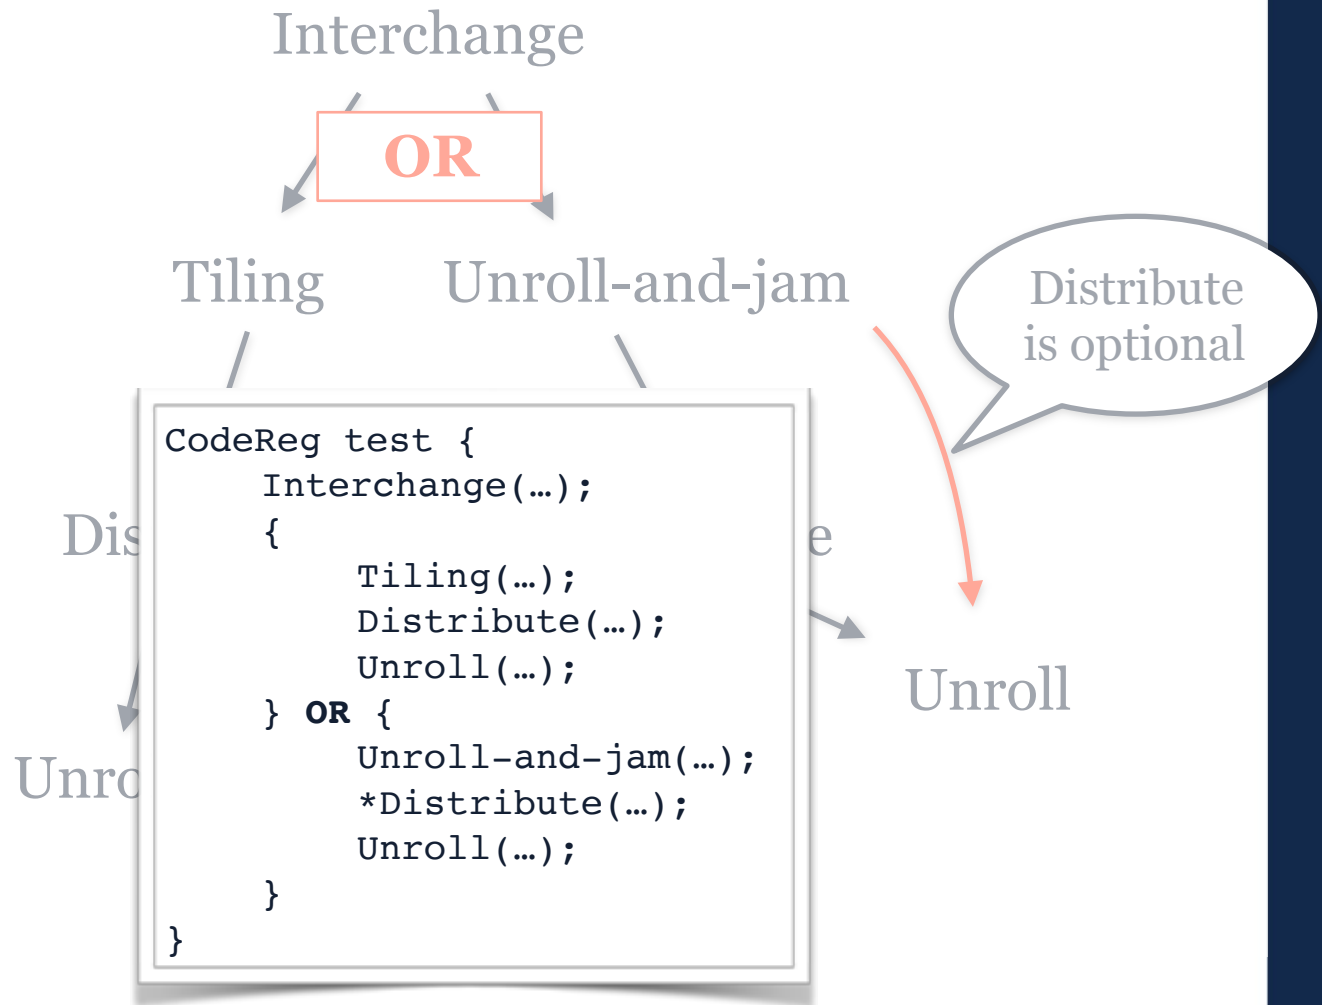 Interchange
OR
Tiling
Unroll-and-jam
Distribute
is optional
CodeReg test {
Interchange(…);
{
Tiling(…);
Distribute(…);
Unroll(…);
} OR {
Unroll-and-jam(…);
*Distribute(…);
Unroll(…);
}
}
Unroll